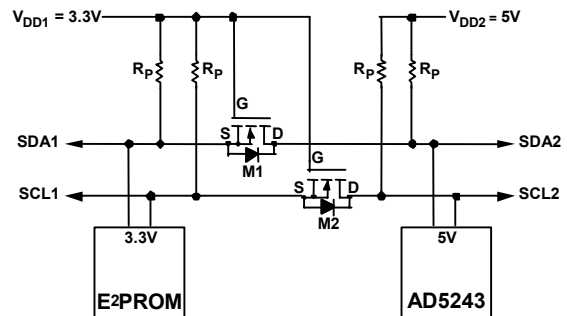 VDD1 = 3.3V
VDD2 = 5V
RP
RP
RP
RP
G
SDA1
S
D
SDA2
M1
G
SCL1
S
D
SCL2
M2
3.3V
5V
E2PROM
AD5243